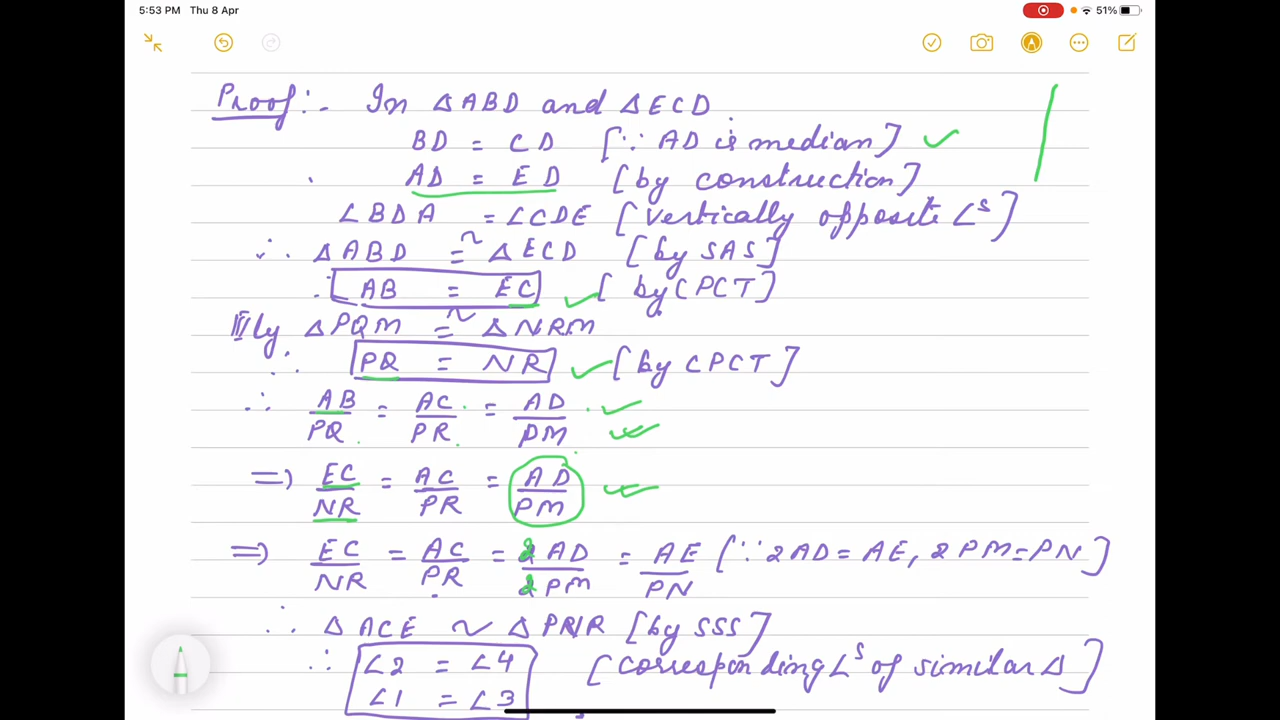 5:53 PM Thu 8 Apr 51%
Proof:- In △ABD and △ECD
BD = CD [∵ AD is median] ✓
AD = ED [by construction]
∠BDA = ∠CDE [vertically opposite ∠s]
∴ △ABD ≅ △ECD [by SAS]
∴ AB = EC ✓ [by CPCT]
lly, △PQM ≅ △NRM
∴ PQ = NR ✓ [by CPCT]
∴ AB/PQ = AC/PR = AD/PM ✓ ✓
=) EC/NR = AC/PR = AD/PM ✓
=) EC/NR = AC/PR = 2AD/2PM = AE/PN [∵ 2AD = AE, 2PM = PN]
∴ △ACE ~ △PNR [by SSS]
∴ ∠2 = ∠4 [corresponding ∠s of similar △]
∠1 = ∠3